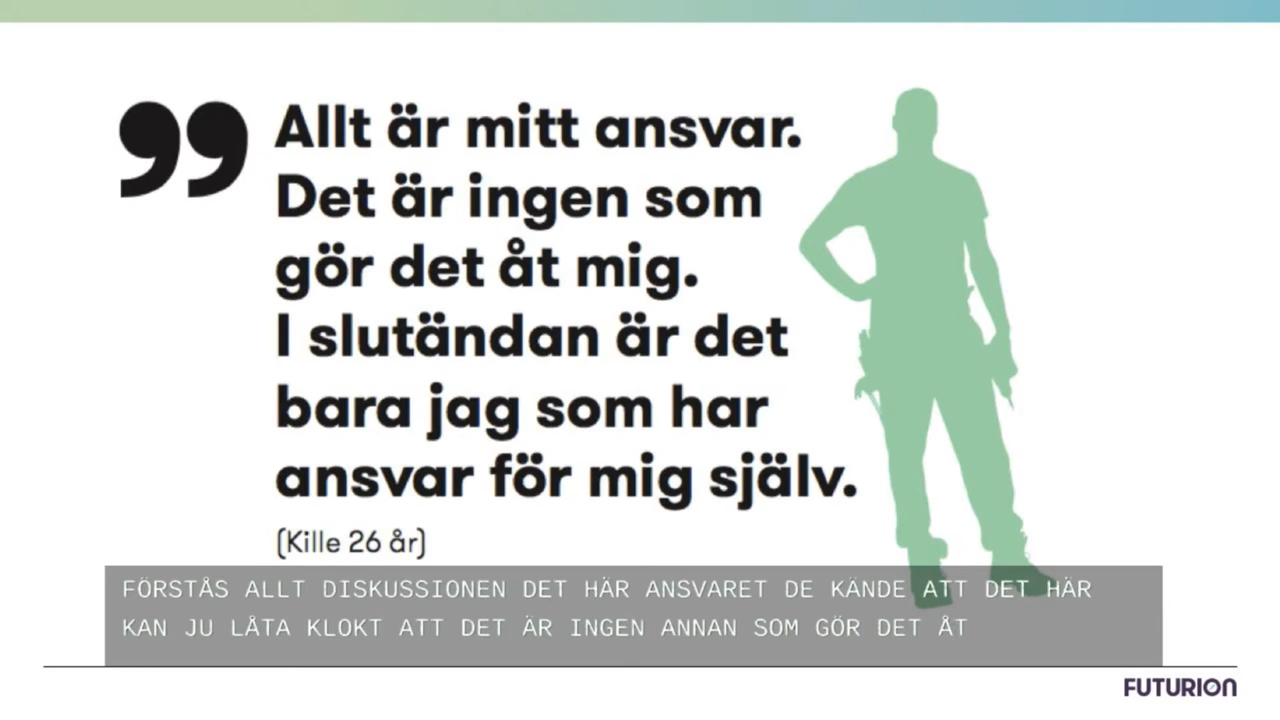 ”
Allt är mitt ansvar.
Det är ingen som
gör det åt mig.
I slutändan är det
bara jag som har
ansvar för mig själv.
(Kille 26 år)
FÖRSTÅS ALLT DISKUSSIONEN DET HÄR ANSVARET DE KÄNDE ATT DET HÄR
KAN JU LÅTA KLOKT ATT DET ÄR INGEN ANNAN SOM GÖR DET ÅT
FUTURION